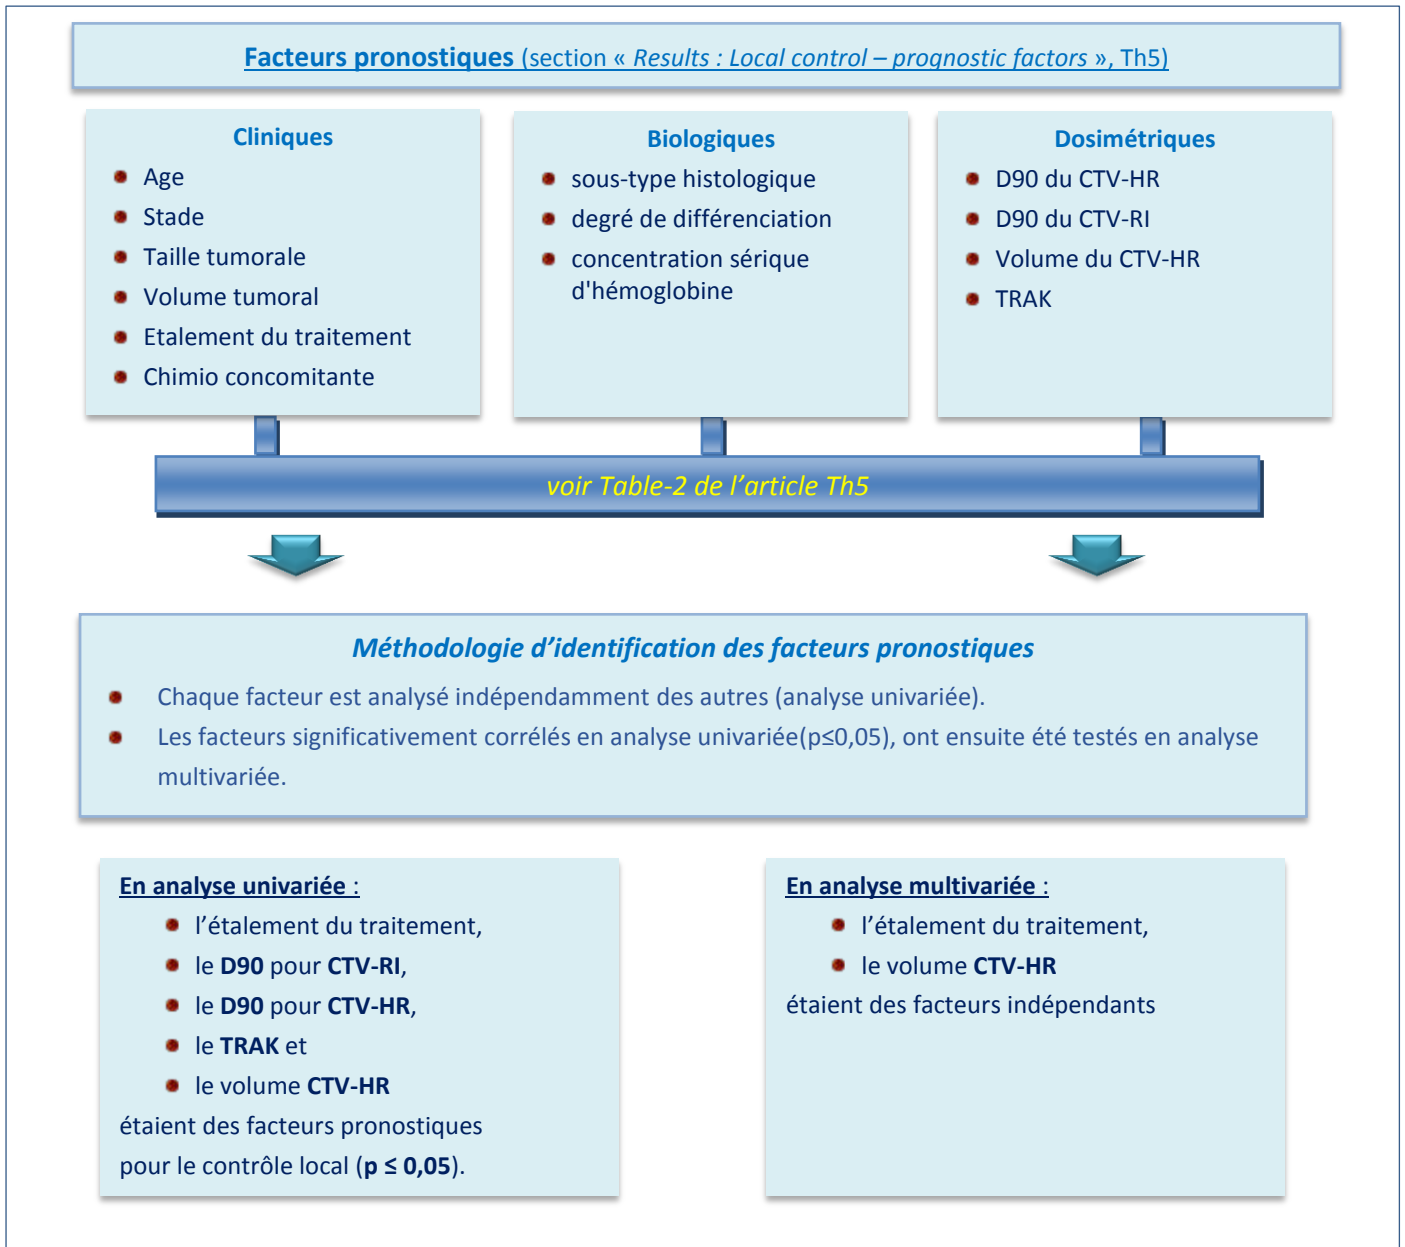 Facteurs pronostiques (section « Results : Local control – prognostic factors », Th5)
Cliniques
Age
Stade
Taille tumorale
Volume tumoral
Etalement du traitement
Chimio concomitante
Biologiques
sous-type histologique
degré de différenciation
concentration sérique
d'hémoglobine
Dosimétriques
D90 du CTV-HR
D90 du CTV-RI
Volume du CTV-HR
TRAK
voir Table-2 de l’article Th5
Méthodologie d’identification des facteurs pronostiques
Chaque facteur est analysé indépendamment des autres (analyse univariée).
Les facteurs significativement corrélés en analyse univariée(p≤0,05), ont ensuite été testés en analyse
multivariée.
En analyse univariée :
l’étalement du traitement,
le D90 pour CTV-RI,
le D90 pour CTV-HR,
le TRAK et
le volume CTV-HR
étaient des facteurs pronostiques
pour le contrôle local (p ≤ 0,05).
En analyse multivariée :
l’étalement du traitement,
le volume CTV-HR
étaient des facteurs indépendants